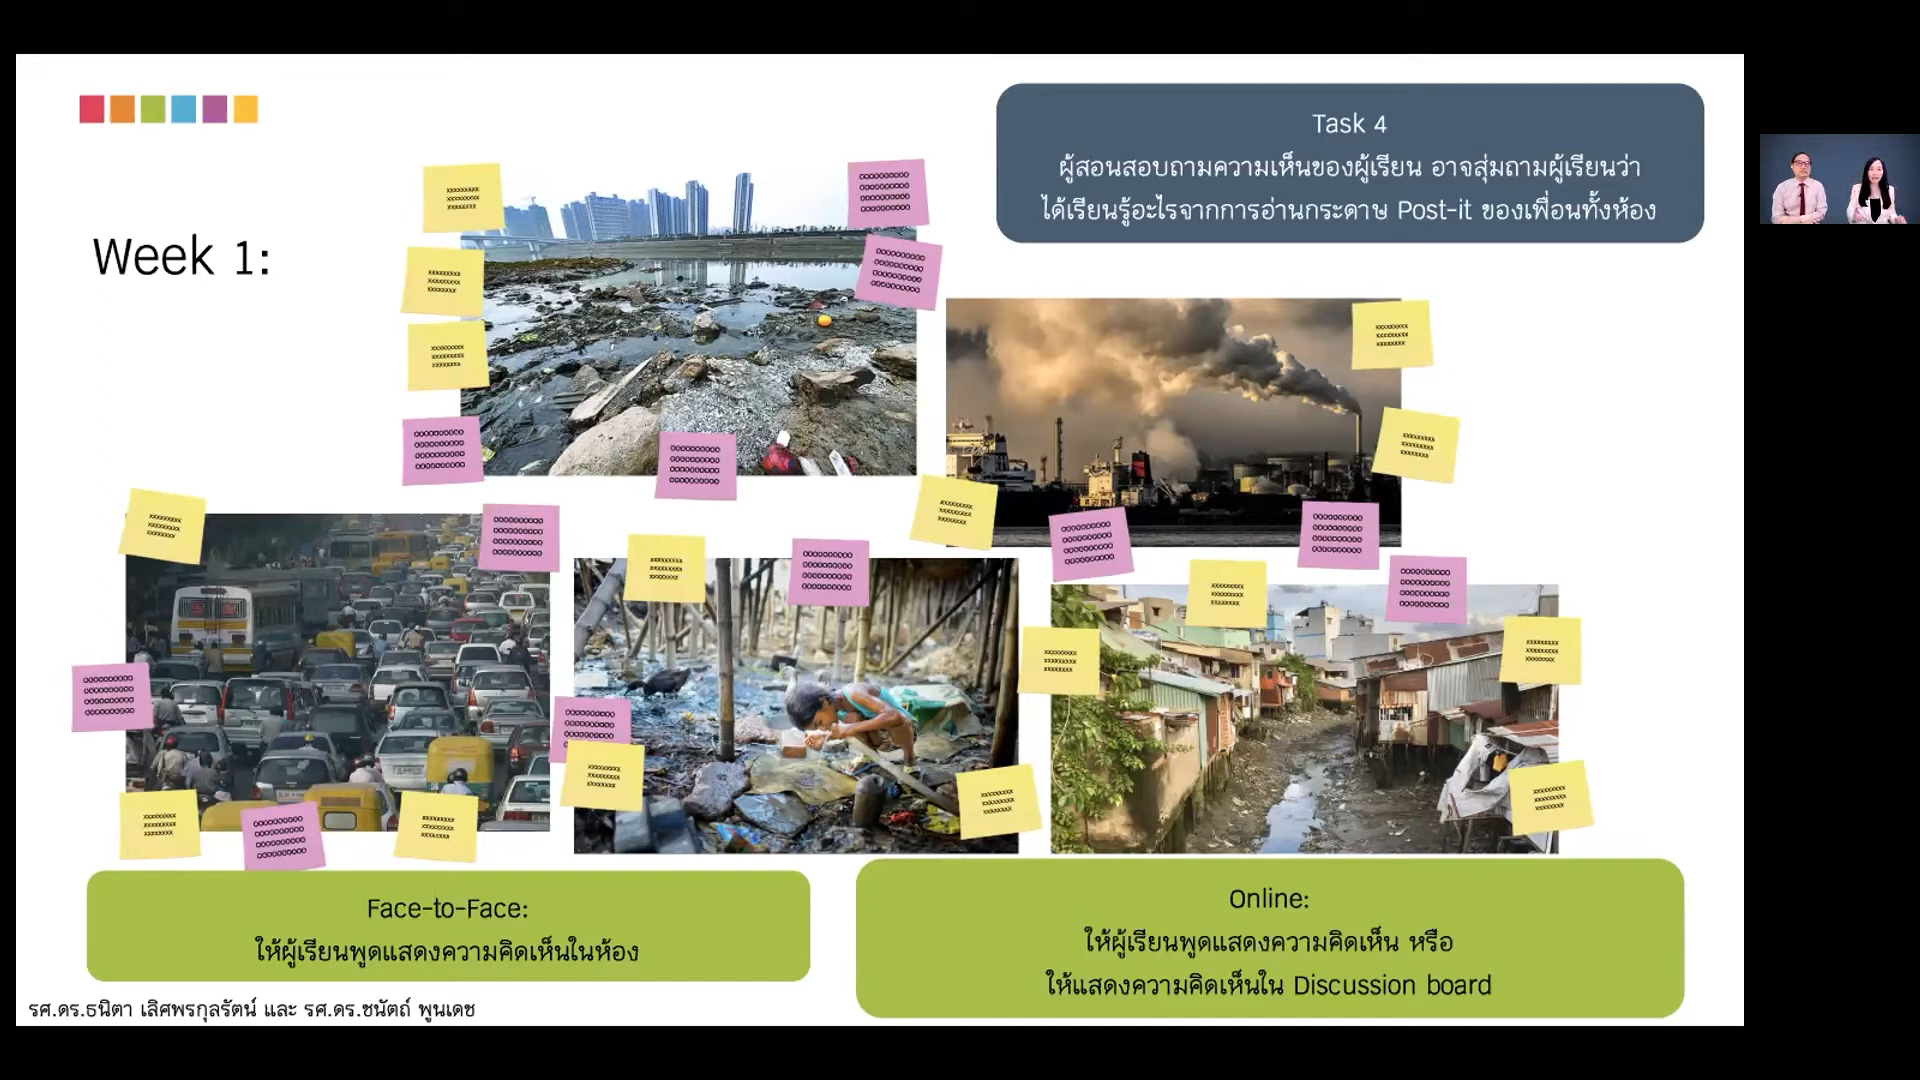 Task 4
ผู้สอนสอบถามความเห็นของผู้เรียน อาจสุ่มถามผู้เรียนว่า
ได้เรียนรู้อะไรจากการอ่านกระดาษ Post-it ของเพื่อนทั้งห้อง
Week 1:
Face-to-Face:
ให้ผู้เรียนพูดแสดงความคิดเห็นในห้อง
Online:
ให้ผู้เรียนพูดแสดงความคิดเห็น หรือ
ให้แสดงความคิดเห็นใน Discussion board
รศ.ดร.ธนิตา เลิศพรกุลรัตน์ และ รศ.ดร.ชนัตถ์ พูนเดช